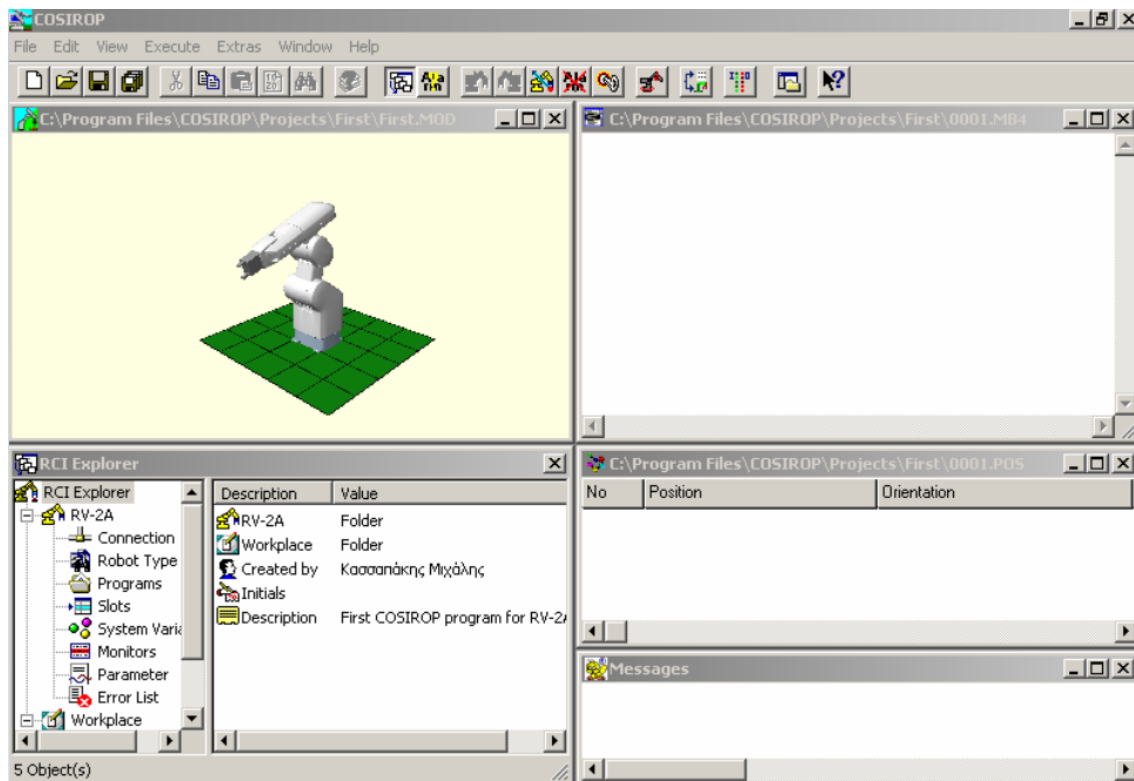 COSIROP
File Edit View Execute Extras Window Help
C:\Program Files\COSIROP\Projects\First\First.MOD
C:\Program Files\COSIROP\Projects\First\0001.MB4
RCI Explorer
RCI Explorer
RV-2A
Connection
Robot Type
Programs
Slots
System Varia
Monitors
Parameter
Error List
Workplace
Description Value
RV-2A Folder
Workplace Folder
Created by Κασσαπάκης Μιχάλης
Initials
Description First COSIROP program for RV-2A
5 Object(s)
C:\Program Files\COSIROP\Projects\First\0001.POS
No Position Orientation
Messages